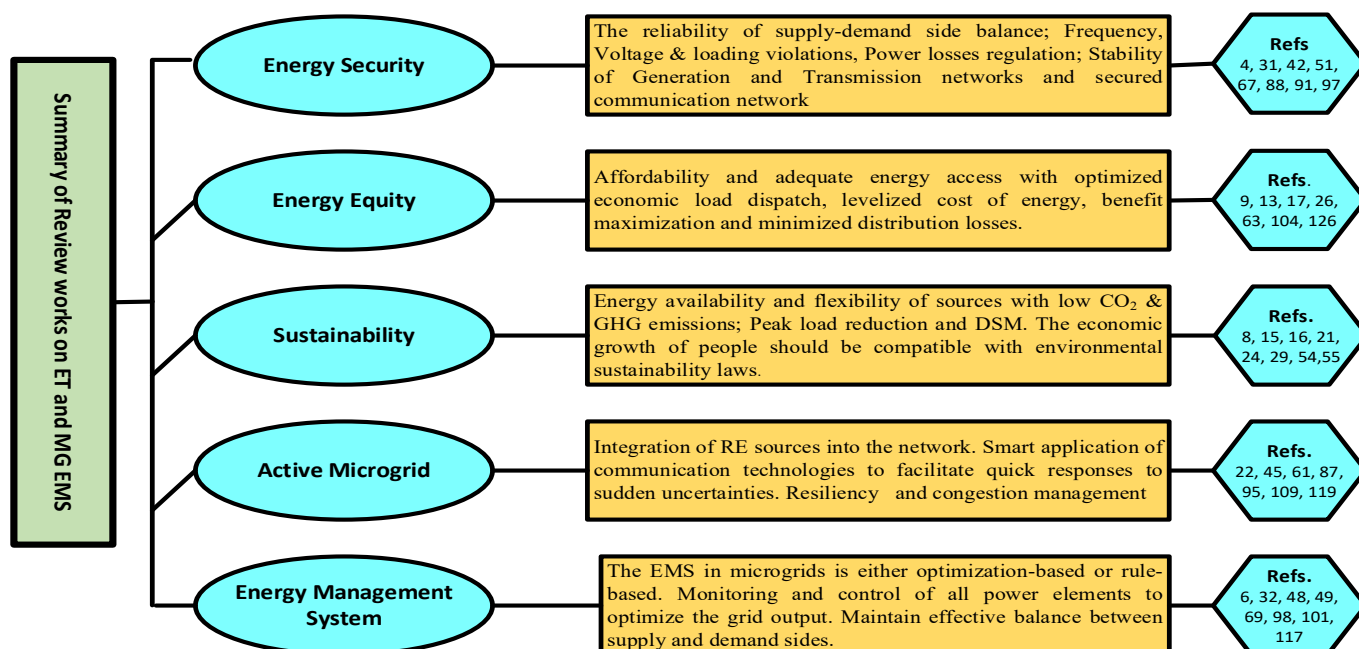 Summary of Review works on ET and MG EMS
Energy Security
The reliability of supply-demand side balance; Frequency,
Voltage & loading violations, Power losses regulation; Stability
of Generation and Transmission networks and secured
communication network
Refs
4, 31, 42, 51,
67, 88, 91, 97
Energy Equity
Affordability and adequate energy access with optimized
economic load dispatch, levelized cost of energy, benefit
maximization and minimized distribution losses.
Refs.
9, 13, 17, 26,
63, 104, 126
Sustainability
Energy availability and flexibility of sources with low CO₂ &
GHG emissions; Peak load reduction and DSM. The economic
growth of people should be compatible with environmental
sustainability laws.
Refs.
8, 15, 16, 21,
24, 29, 54,55
Active Microgrid
Integration of RE sources into the network. Smart application of
communication technologies to facilitate quick responses to
sudden uncertainties. Resiliency and congestion management
Refs.
22, 45, 61, 87,
95, 109, 119
Energy Management
System
The EMS in microgrids is either optimization-based or rule-
based. Monitoring and control of all power elements to
optimize the grid output. Maintain effective balance between
supply and demand sides.
Refs.
6, 32, 48, 49,
69, 98, 101,
117